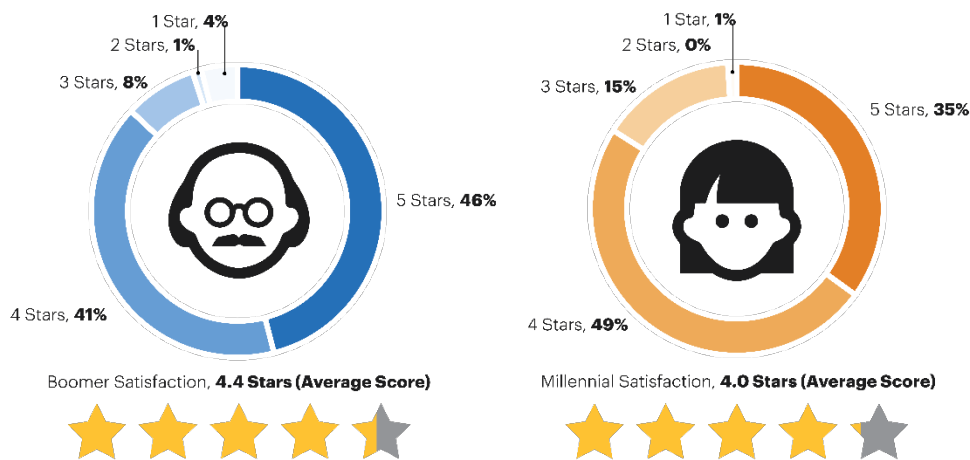 1 Star, 4%
2 Stars, 1%
3 Stars, 8%
5 Stars, 46%
4 Stars, 41%
Boomer Satisfaction, 4.4 Stars (Average Score)
1 Star, 1%
2 Stars, 0%
3 Stars, 15%
5 Stars, 35%
4 Stars, 49%
Millennial Satisfaction, 4.0 Stars (Average Score)